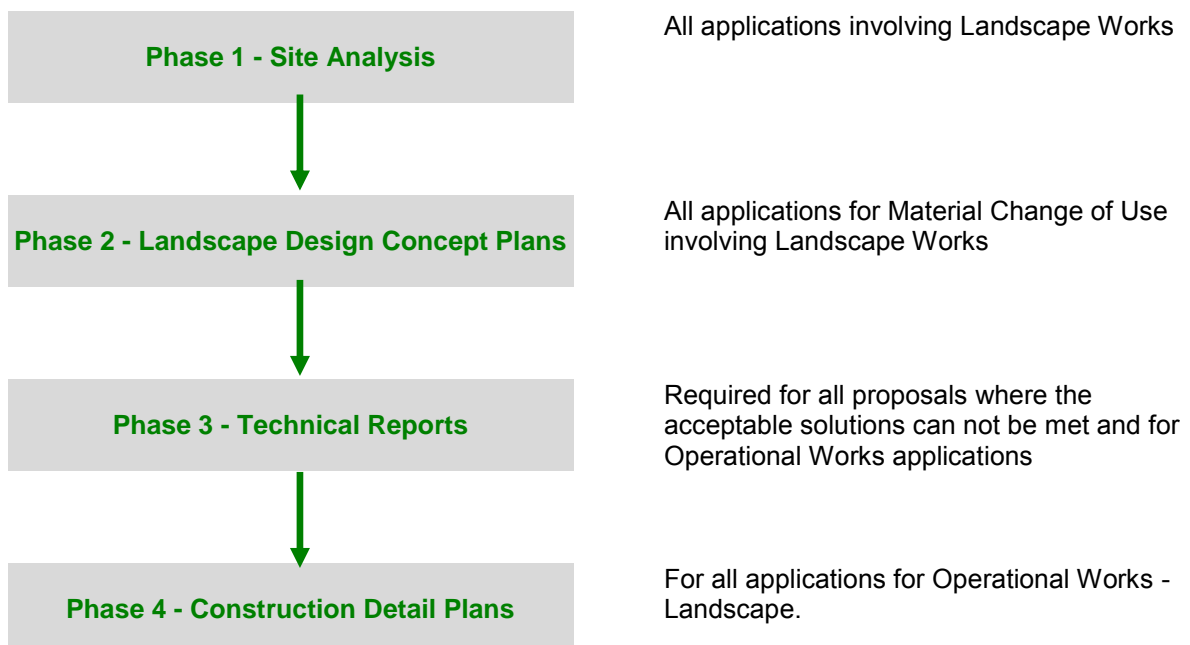 Phase 1 - Site Analysis
All applications involving Landscape Works
Phase 2 - Landscape Design Concept Plans
All applications for Material Change of Use
involving Landscape Works
Phase 3 - Technical Reports
Required for all proposals where the
acceptable solutions can not be met and for
Operational Works applications
Phase 4 - Construction Detail Plans
For all applications for Operational Works -
Landscape.